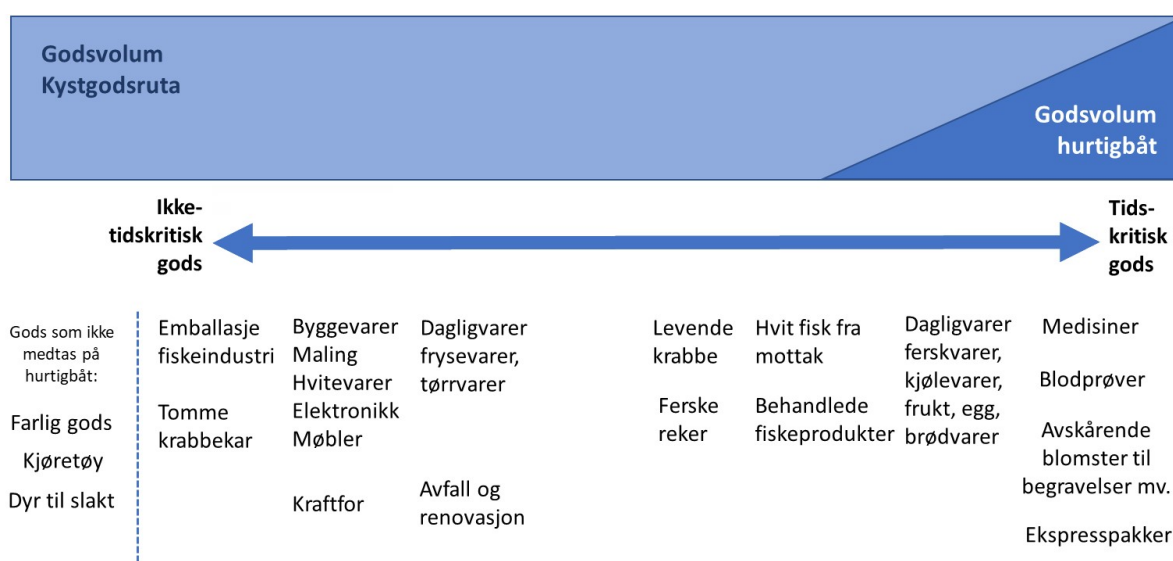 Godsvolum
Kystgodsruta
Godsvolum
hurtigbåt
Ikke-
tidskritisk
gods
Tids-
kritisk
gods
Gods som ikke
medtas på
hurtigbåt:
Farlig gods
Kjøretøy
Dyr til slakt
Emballasje
fiskeindustri
Tomme
krabbekar
Byggevarer
Maling
Hvitevarer
Elektronikk
Møbler
Kraftfor
Dagligvarer
frysevarer,
tørrvarer
Avfall og
renovasjon
Levende
krabbe
Ferske
reker
Hvit fisk fra
mottak
Behandlede
fiskeprodukter
Dagligvarer
ferskvarer,
kjølevarer,
frukt, egg,
brødvarer
Medisiner
Blodprøver
Avskårende
blomster til
begravelser mv.
Ekspresspakker